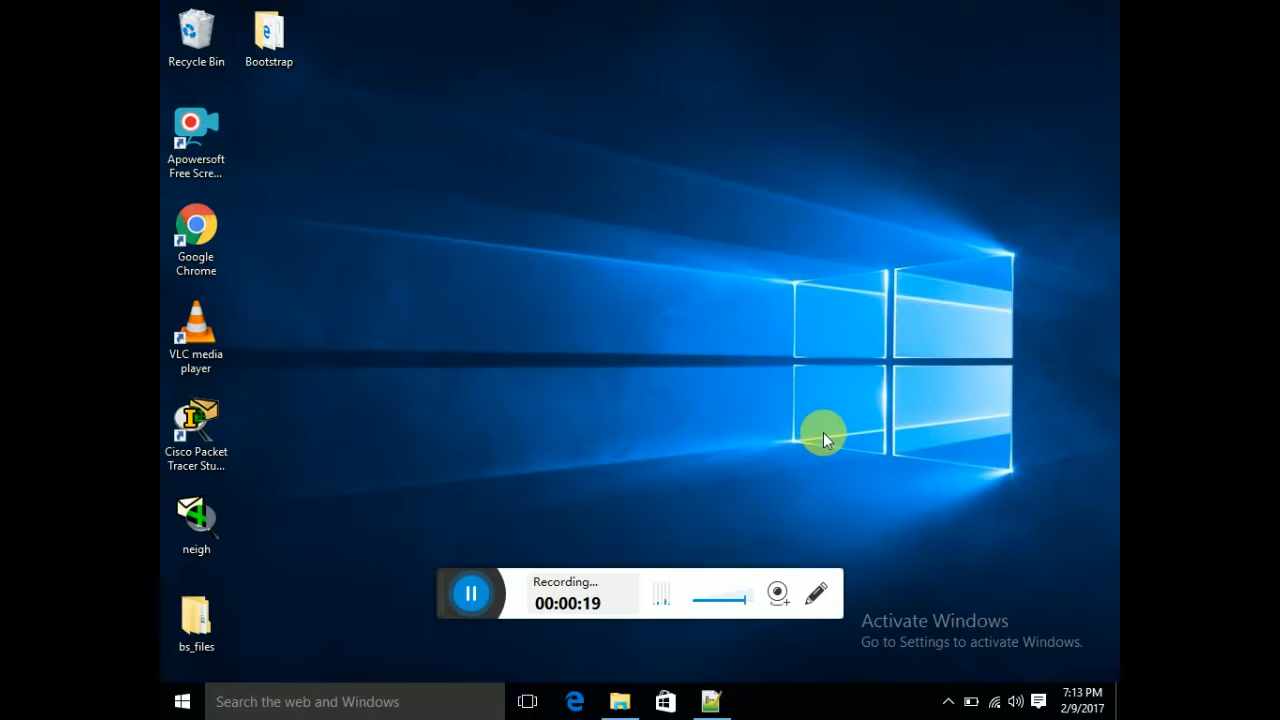 Recycle Bin
Bootstrap
Apowersoft
Free Scre...
Google
Chrome
VLC media
player
Cisco Packet
Tracer Stu...
neigh
bs_files
Recording...
00:00:19
Activate Windows
Go to Settings to activate Windows.
Search the web and Windows
7:13 PM
2/9/2017